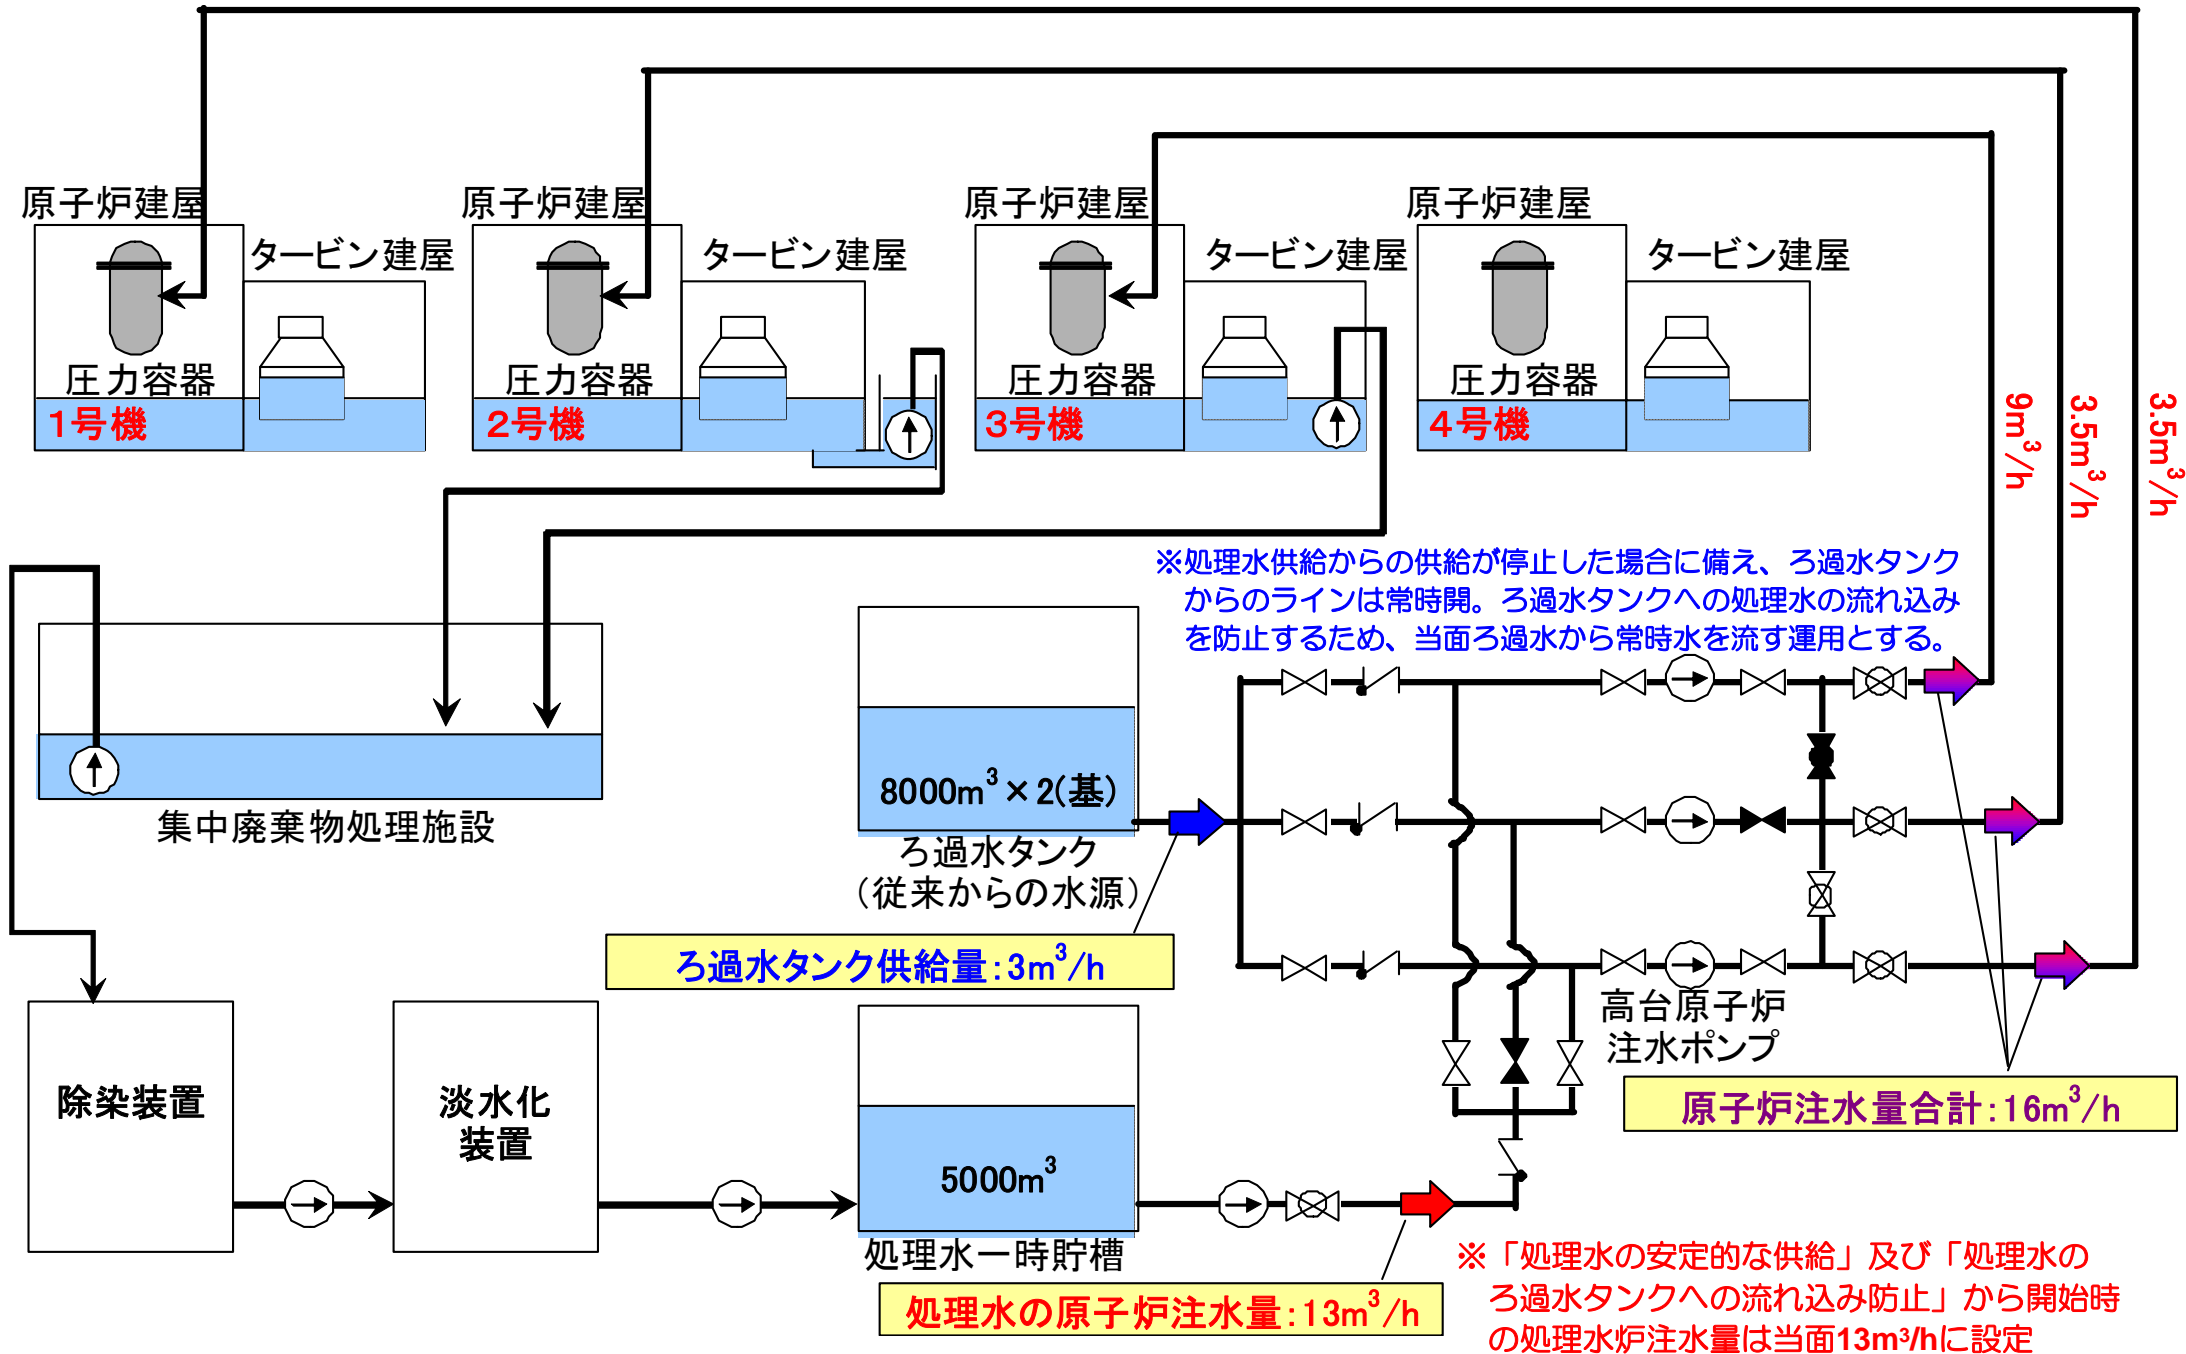 原子炉建屋
タービン建屋
圧力容器
1号機
原子炉建屋
タービン建屋
圧力容器
2号機
原子炉建屋
タービン建屋
圧力容器
3号機
原子炉建屋
タービン建屋
圧力容器
4号機
9m³/h
3.5m³/h
3.5m³/h
※処理水供給からの供給が停止した場合に備え、ろ過水タンク
からのラインは常時開。ろ過水タンクへの処理水の流れ込み
を防止するため、当面ろ過水から常時水を流す運用とする。
集中廃棄物処理施設
8000m³×2(基)
ろ過水タンク
(従来からの水源)
ろ過水タンク供給量:3m³/h
高台原子炉
注水ポンプ
原子炉注水量合計:16m³/h
除染装置
淡水化
装置
5000m³
処理水一時貯槽
処理水の原子炉注水量:13m³/h
※「処理水の安定的な供給」及び「処理水の
ろ過水タンクへの流れ込み防止」から開始時
の処理水炉注水量は当面13m³/hに設定